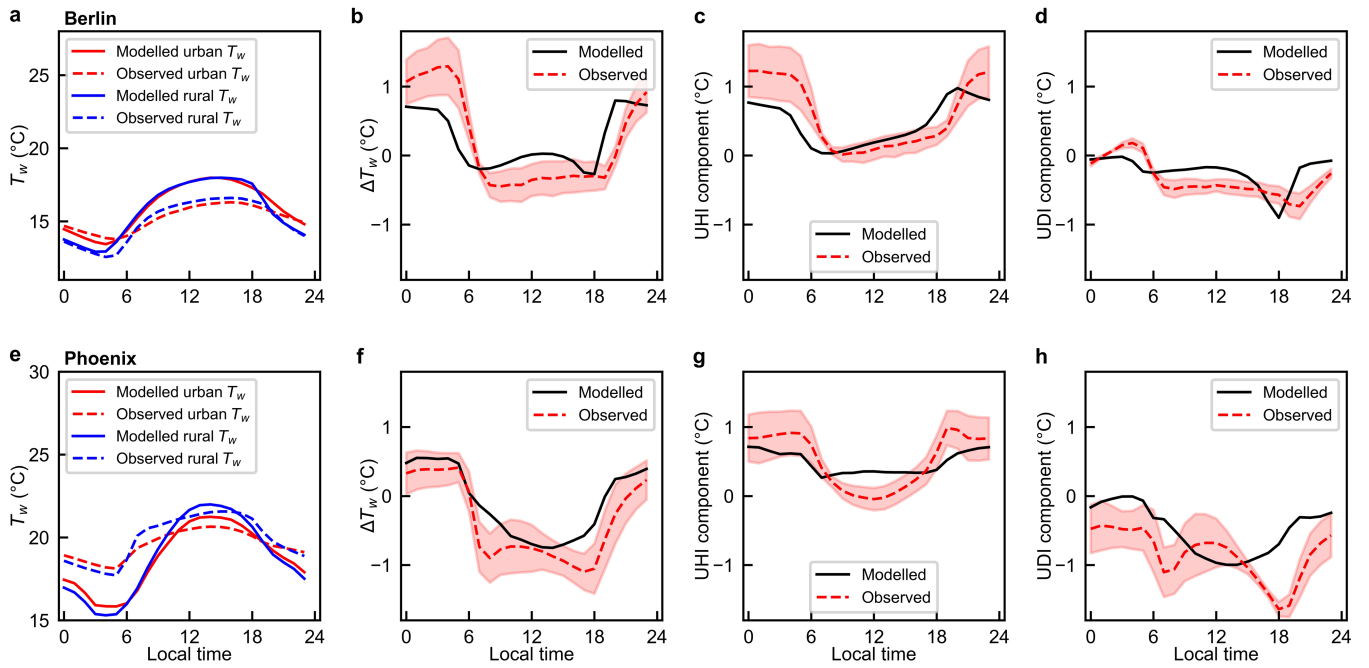 a Berlin
Modelled urban T_w
Observed urban T_w
Modelled rural T_w
Observed rural T_w
T_w (°C)
25
20
15
0 6 12 18 24
b
Modelled
Observed
ΔT_w (°C)
1
0
−1
0 6 12 18 24
c
Modelled
Observed
UHI component (°C)
1
0
−1
0 6 12 18 24
d
Modelled
Observed
UDI component (°C)
1
0
−1
0 6 12 18 24
e Phoenix
Modelled urban T_w
Observed urban T_w
Modelled rural T_w
Observed rural T_w
T_w (°C)
30
25
20
15
0 6 12 18 24
Local time
f
Modelled
Observed
ΔT_w (°C)
1
0
−1
0 6 12 18 24
Local time
g
Modelled
Observed
UHI component (°C)
1
0
−1
0 6 12 18 24
Local time
h
Modelled
Observed
UDI component (°C)
1
0
−1
0 6 12 18 24
Local time